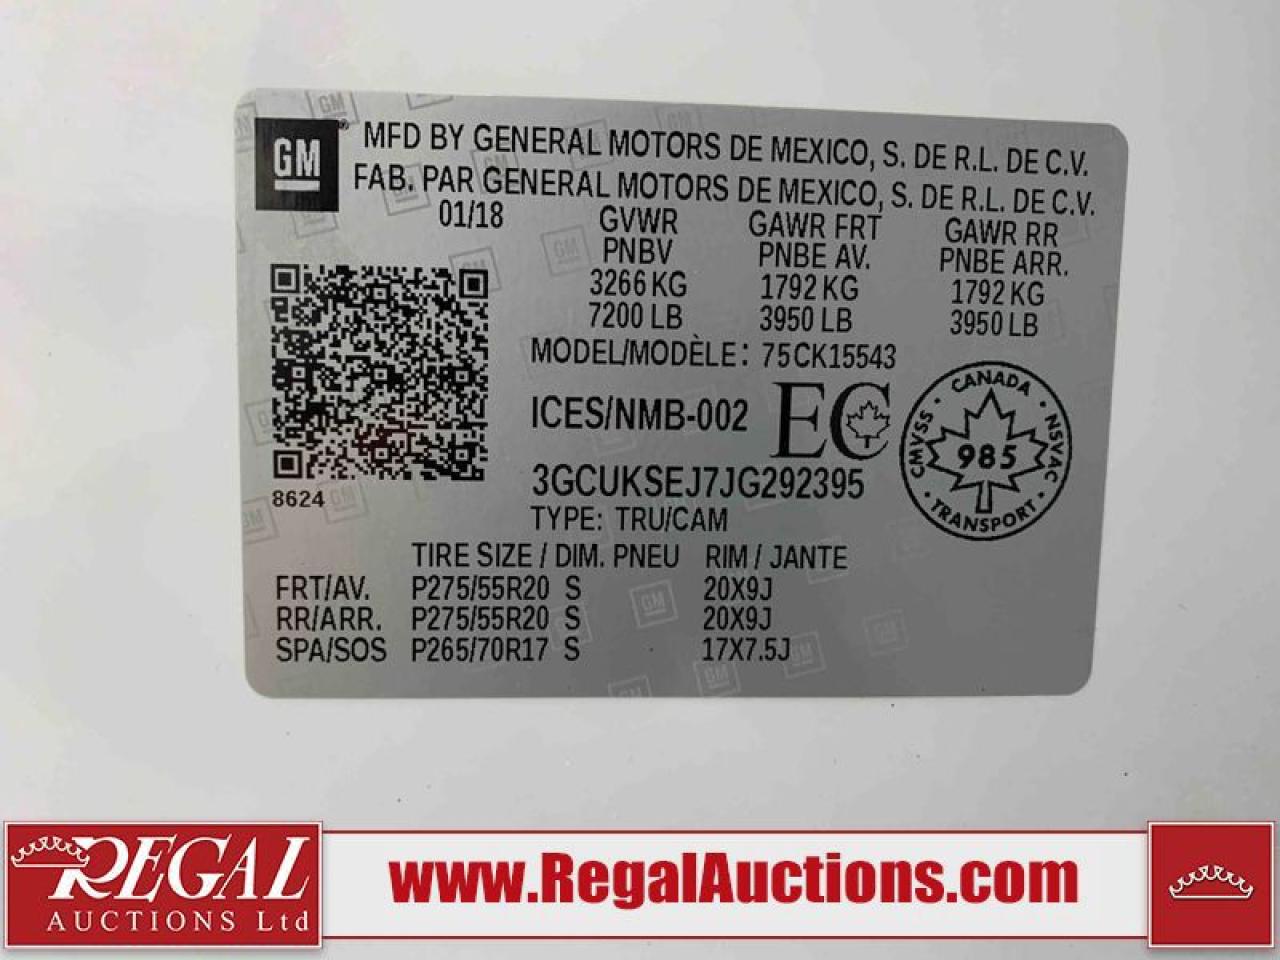 GM
MFD BY GENERAL MOTORS DE MEXICO, S. DE R.L. DE C.V.
FAB. PAR GENERAL MOTORS DE MEXICO, S. DE R.L. DE C.V.
01/18 GVWR GAWR FRT GAWR RR
PNBV PNBE AV. PNBE ARR.
3266 KG 1792 KG 1792 KG
7200 LB 3950 LB 3950 LB
MODEL/MODÈLE: 75CK15543
ICES/NMB-002 EC
CANADA
CMVSS · 985 · NSVAC
TRANSPORT
8624
3GCUKSEJ7JG292395
TYPE: TRU/CAM
TIRE SIZE / DIM. PNEU RIM / JANTE
FRT/AV. P275/55R20 S 20X9J
RR/ARR. P275/55R20 S 20X9J
SPA/SOS P265/70R17 S 17X7.5J
REGAL
AUCTIONS Ltd
www.RegalAuctions.com